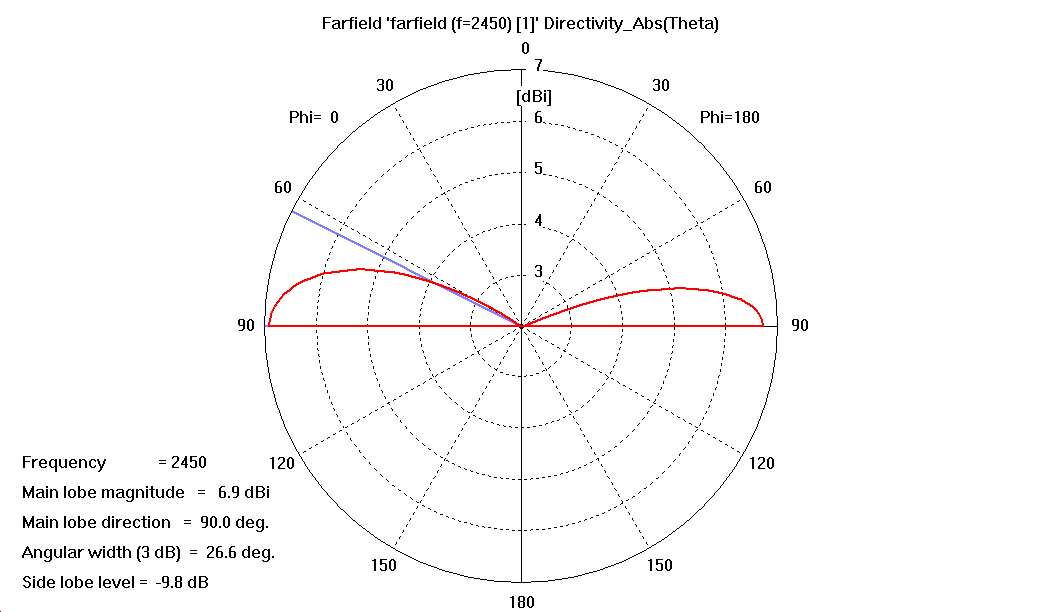 Farfield 'farfield (f=2450) [1]' Directivity_Abs(Theta)
0
7
30
30
[dBi]
Phi= 0
6
Phi=180
5
60
60
4
3
90
90
120
120
Frequency = 2450
Main lobe magnitude = 6.9 dBi
Main lobe direction = 90.0 deg.
Angular width (3 dB) = 26.6 deg.
150
150
Side lobe level = -9.8 dB
180